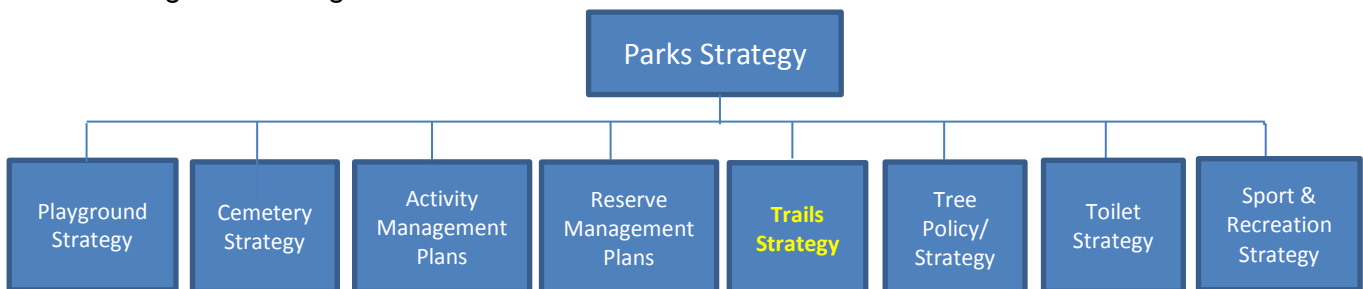 Parks Strategy
Playground
Strategy
Cemetery
Strategy
Activity
Management
Plans
Reserve
Management
Plans
Trails
Strategy
Tree
Policy/
Strategy
Toilet
Strategy
Sport &
Recreation
Strategy